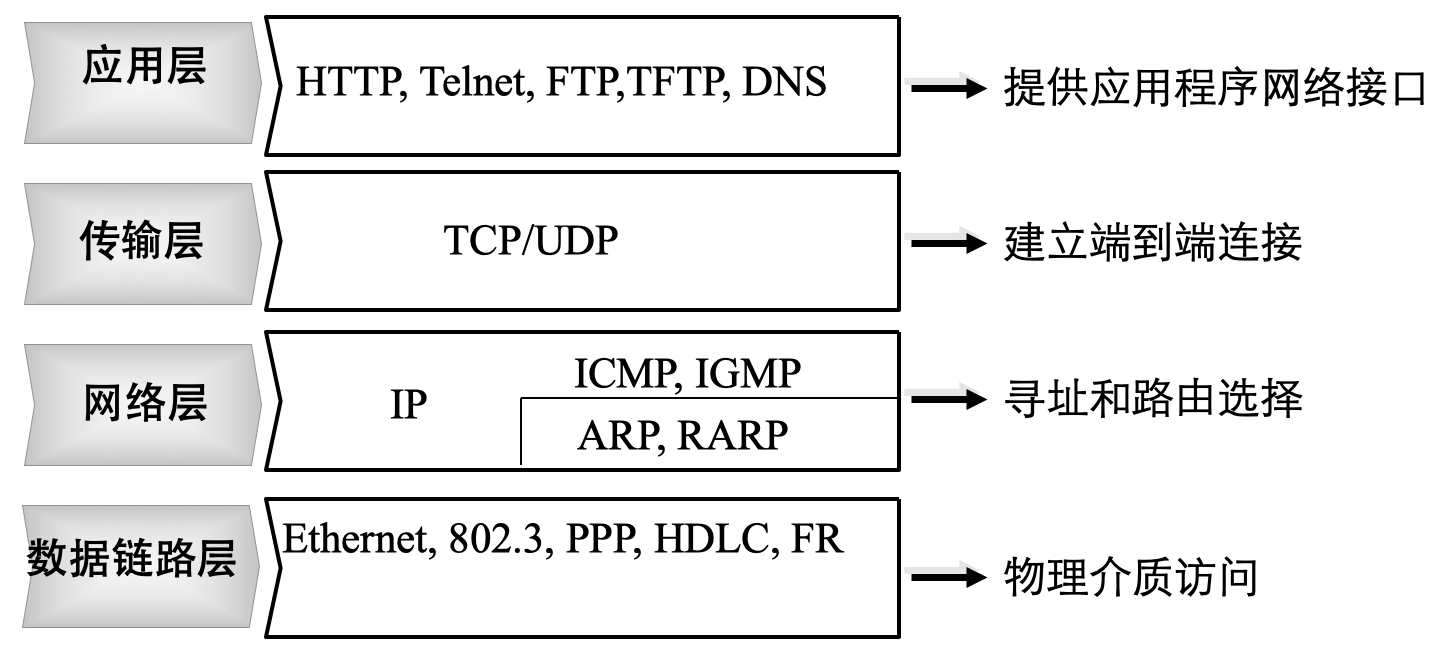 应用层
HTTP, Telnet, FTP,TFTP, DNS
提供应用程序网络接口
传输层
TCP/UDP
建立端到端连接
网络层
IP
ICMP, IGMP
ARP, RARP
寻址和路由选择
数据链路层
Ethernet, 802.3, PPP, HDLC, FR
物理介质访问